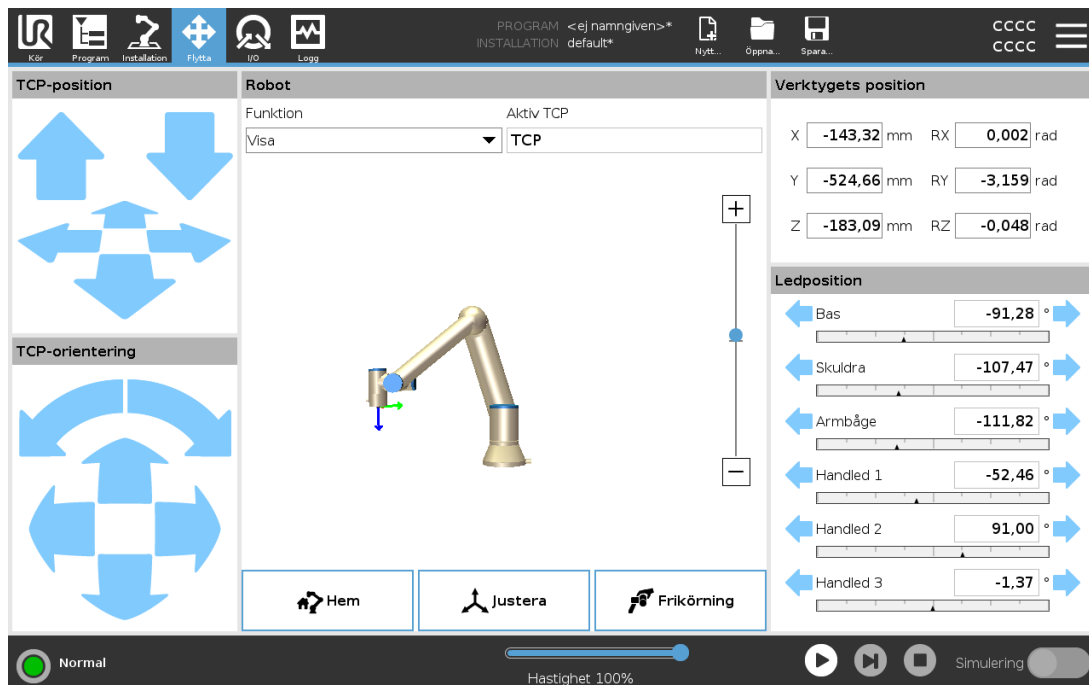 UR
Kör
Program
Installation
Flytta
I/O
Logg
PROGRAM <ej namngiven>*
INSTALLATION default*
Nytt...
Öppna...
Spara...
CCCC
CCCC
TCP-position
Robot
Verktygets position
Funktion
Aktiv TCP
Visa
TCP
X -143,32 mm RX 0,002 rad
Y -524,66 mm RY -3,159 rad
Z -183,09 mm RZ -0,048 rad
Ledposition
Bas -91,28 °
Skuldra -107,47 °
Armbåge -111,82 °
Handled 1 -52,46 °
Handled 2 91,00 °
Handled 3 -1,37 °
TCP-orientering
Hem
Justera
Frikörning
Normal
Hastighet 100%
Simulering